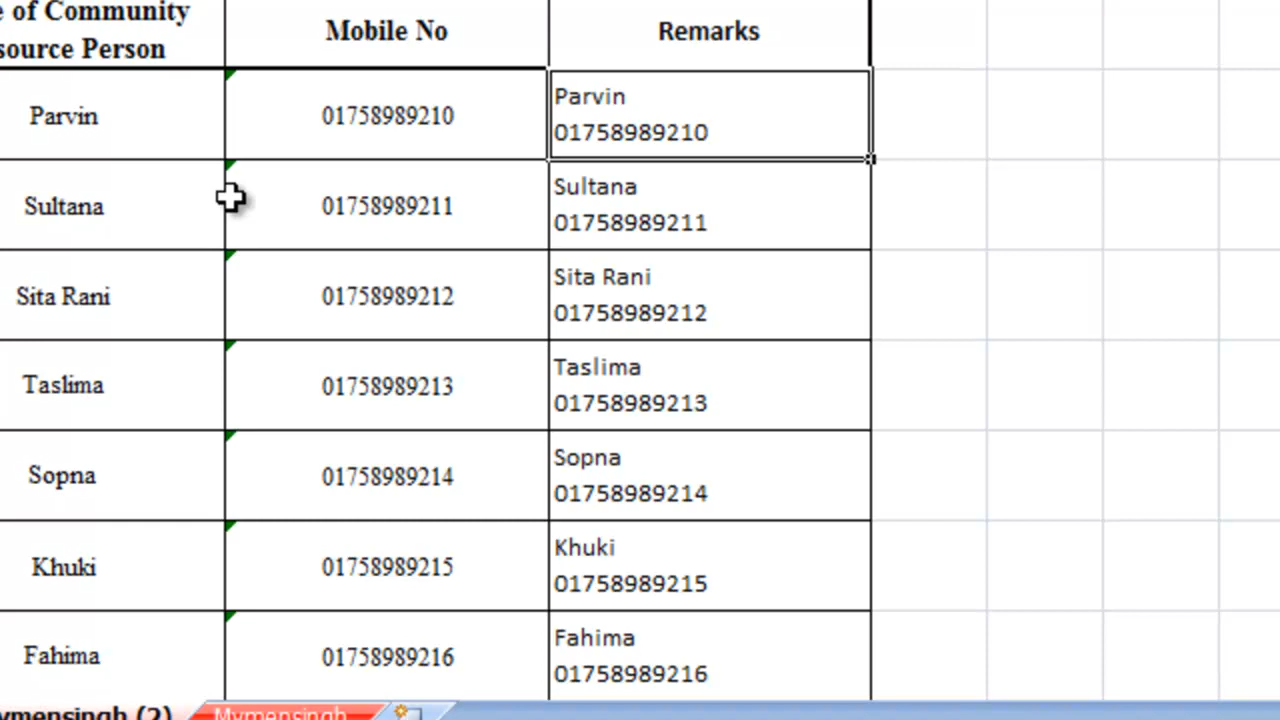 e of Community
source Person
Mobile No
Remarks
Parvin
01758989210
Parvin
01758989210
Sultana
01758989211
Sultana
01758989211
Sita Rani
01758989212
Sita Rani
01758989212
Taslima
01758989213
Taslima
01758989213
Sopna
01758989214
Sopna
01758989214
Khuki
01758989215
Khuki
01758989215
Fahima
01758989216
Fahima
01758989216
ymensingh (2)
Mymensingh